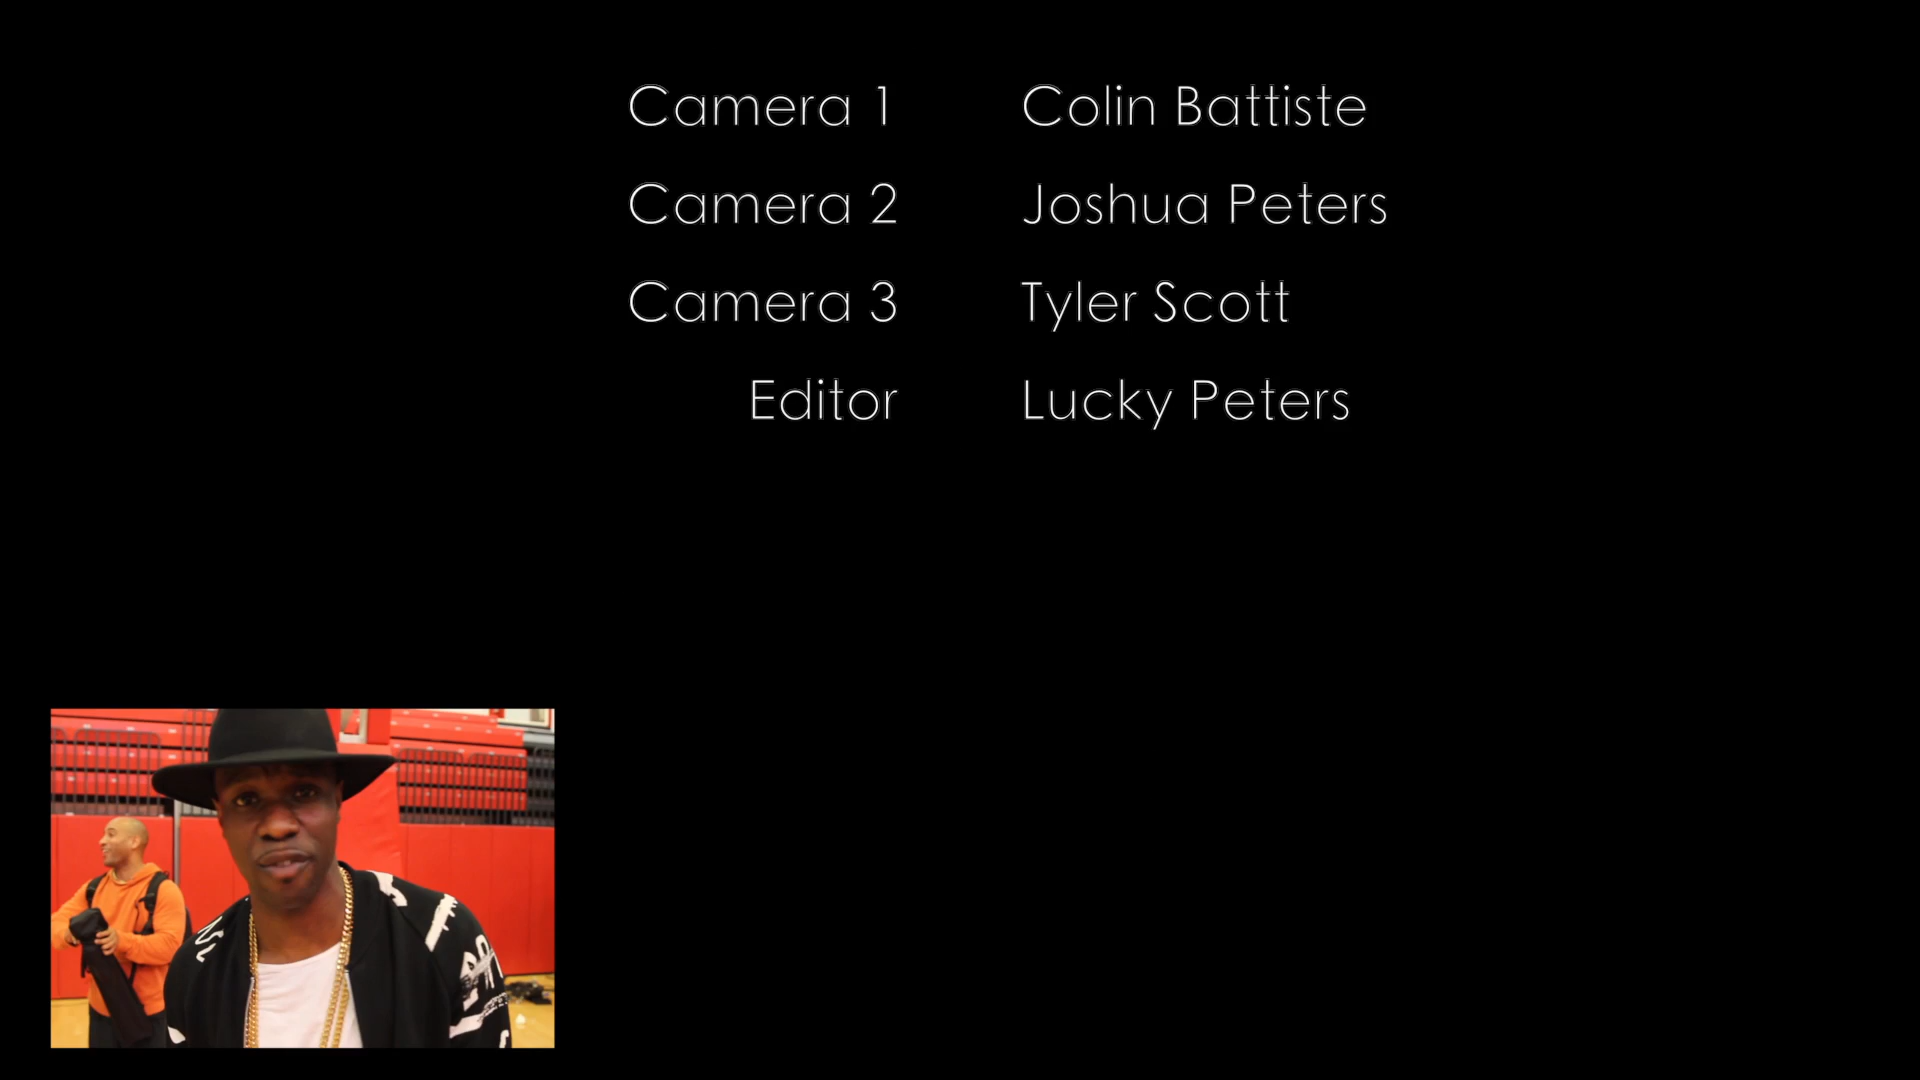 Camera 1 Colin Battiste
Camera 2 Joshua Peters
Camera 3 Tyler Scott
Editor Lucky Peters